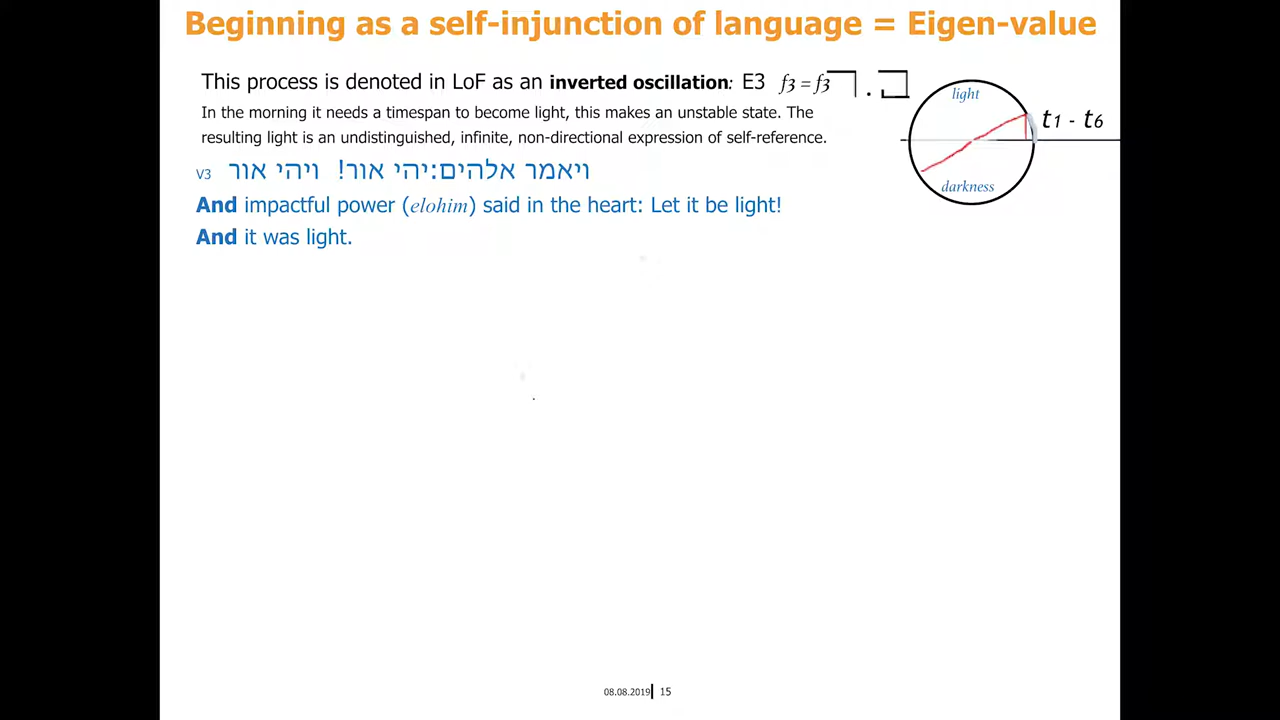 Beginning as a self-injunction of language = Eigen-value
This process is denoted in LoF as an inverted oscillation: E3 f3 = f3
In the morning it needs a timespan to become light, this makes an unstable state. The
resulting light is an undistinguished, infinite, non-directional expression of self-reference.
V3 ויאמר אלהים:יהי אור! ויהי אור
And impactful power (elohim) said in the heart: Let it be light!
And it was light.
light
t1 - t6
darkness
08.08.2019 15